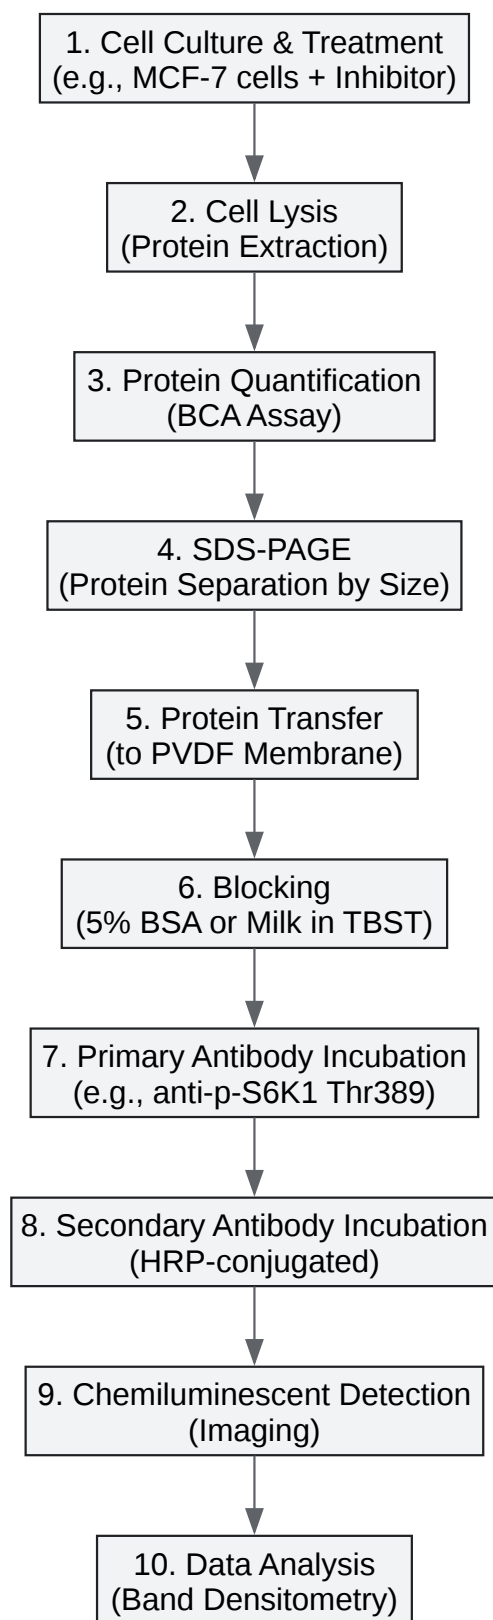 1. Cell Culture & Treatment
(e.g., MCF-7 cells + Inhibitor)
2. Cell Lysis
(Protein Extraction)
3. Protein Quantification
(BCA Assay)
4. SDS-PAGE
(Protein Separation by Size)
5. Protein Transfer
(to PVDF Membrane)
6. Blocking
(5% BSA or Milk in TBST)
7. Primary Antibody Incubation
(e.g., anti-p-S6K1 Thr389)
8. Secondary Antibody Incubation
(HRP-conjugated)
9. Chemiluminescent Detection
(Imaging)
10. Data Analysis
(Band Densitometry)